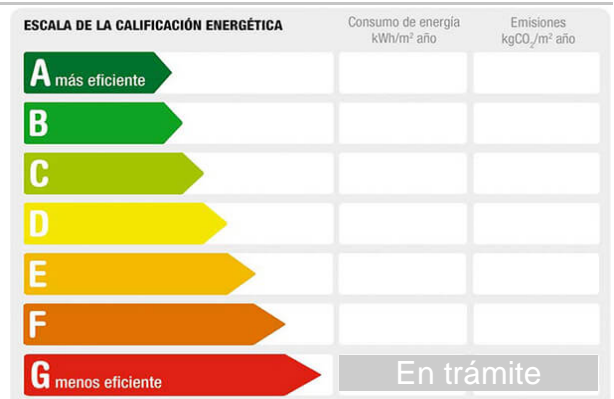 ESCALA DE LA CALIFICACIÓN ENERGÉTICA
Consumo de energía
kWh/m² año
Emisiones
kgCO₂/m² año
A más eficiente
B
C
D
E
F
G menos eficiente
En trámite